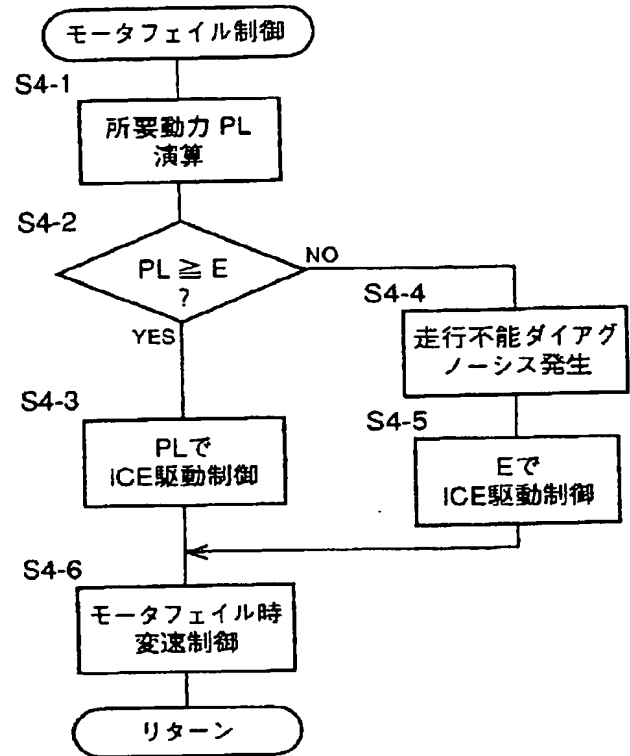 モータフェイル制御
S4-1
所要動力 PL
演算
S4-2
PL ≧ E
?
NO
YES
S4-4
走行不能ダイアグ
ノーシス発生
S4-3
PLで
ICE駆動制御
S4-5
Eで
ICE駆動制御
S4-6
モータフェイル時
変速制御
リターン